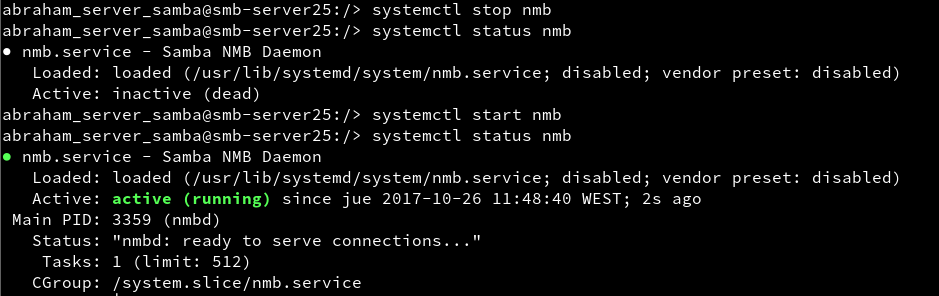 abraham_server_samba@smb-server25:/> systemctl stop nmb
abraham_server_samba@smb-server25:/> systemctl status nmb
● nmb.service - Samba NMB Daemon
   Loaded: loaded (/usr/lib/systemd/system/nmb.service; disabled; vendor preset: disabled)
   Active: inactive (dead)
abraham_server_samba@smb-server25:/> systemctl start nmb
abraham_server_samba@smb-server25:/> systemctl status nmb
● nmb.service - Samba NMB Daemon
   Loaded: loaded (/usr/lib/systemd/system/nmb.service; disabled; vendor preset: disabled)
   Active: active (running) since jue 2017-10-26 11:48:40 WEST; 2s ago
 Main PID: 3359 (nmbd)
   Status: "nmbd: ready to serve connections..."
    Tasks: 1 (limit: 512)
   CGroup: /system.slice/nmb.service